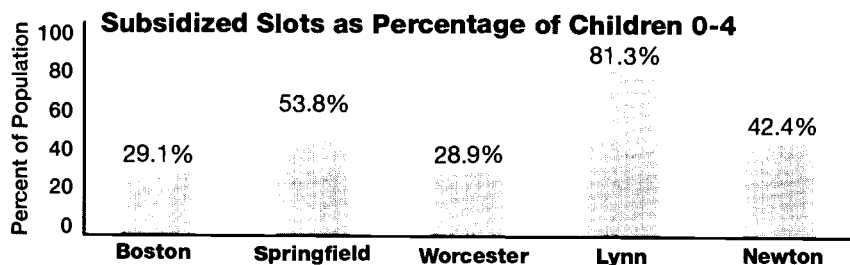 Subsidized Slots as Percentage of Children 0-4
Percent of Population
100
80
60
40
20
0
29.1%
53.8%
28.9%
81.3%
42.4%
Boston
Springfield
Worcester
Lynn
Newton